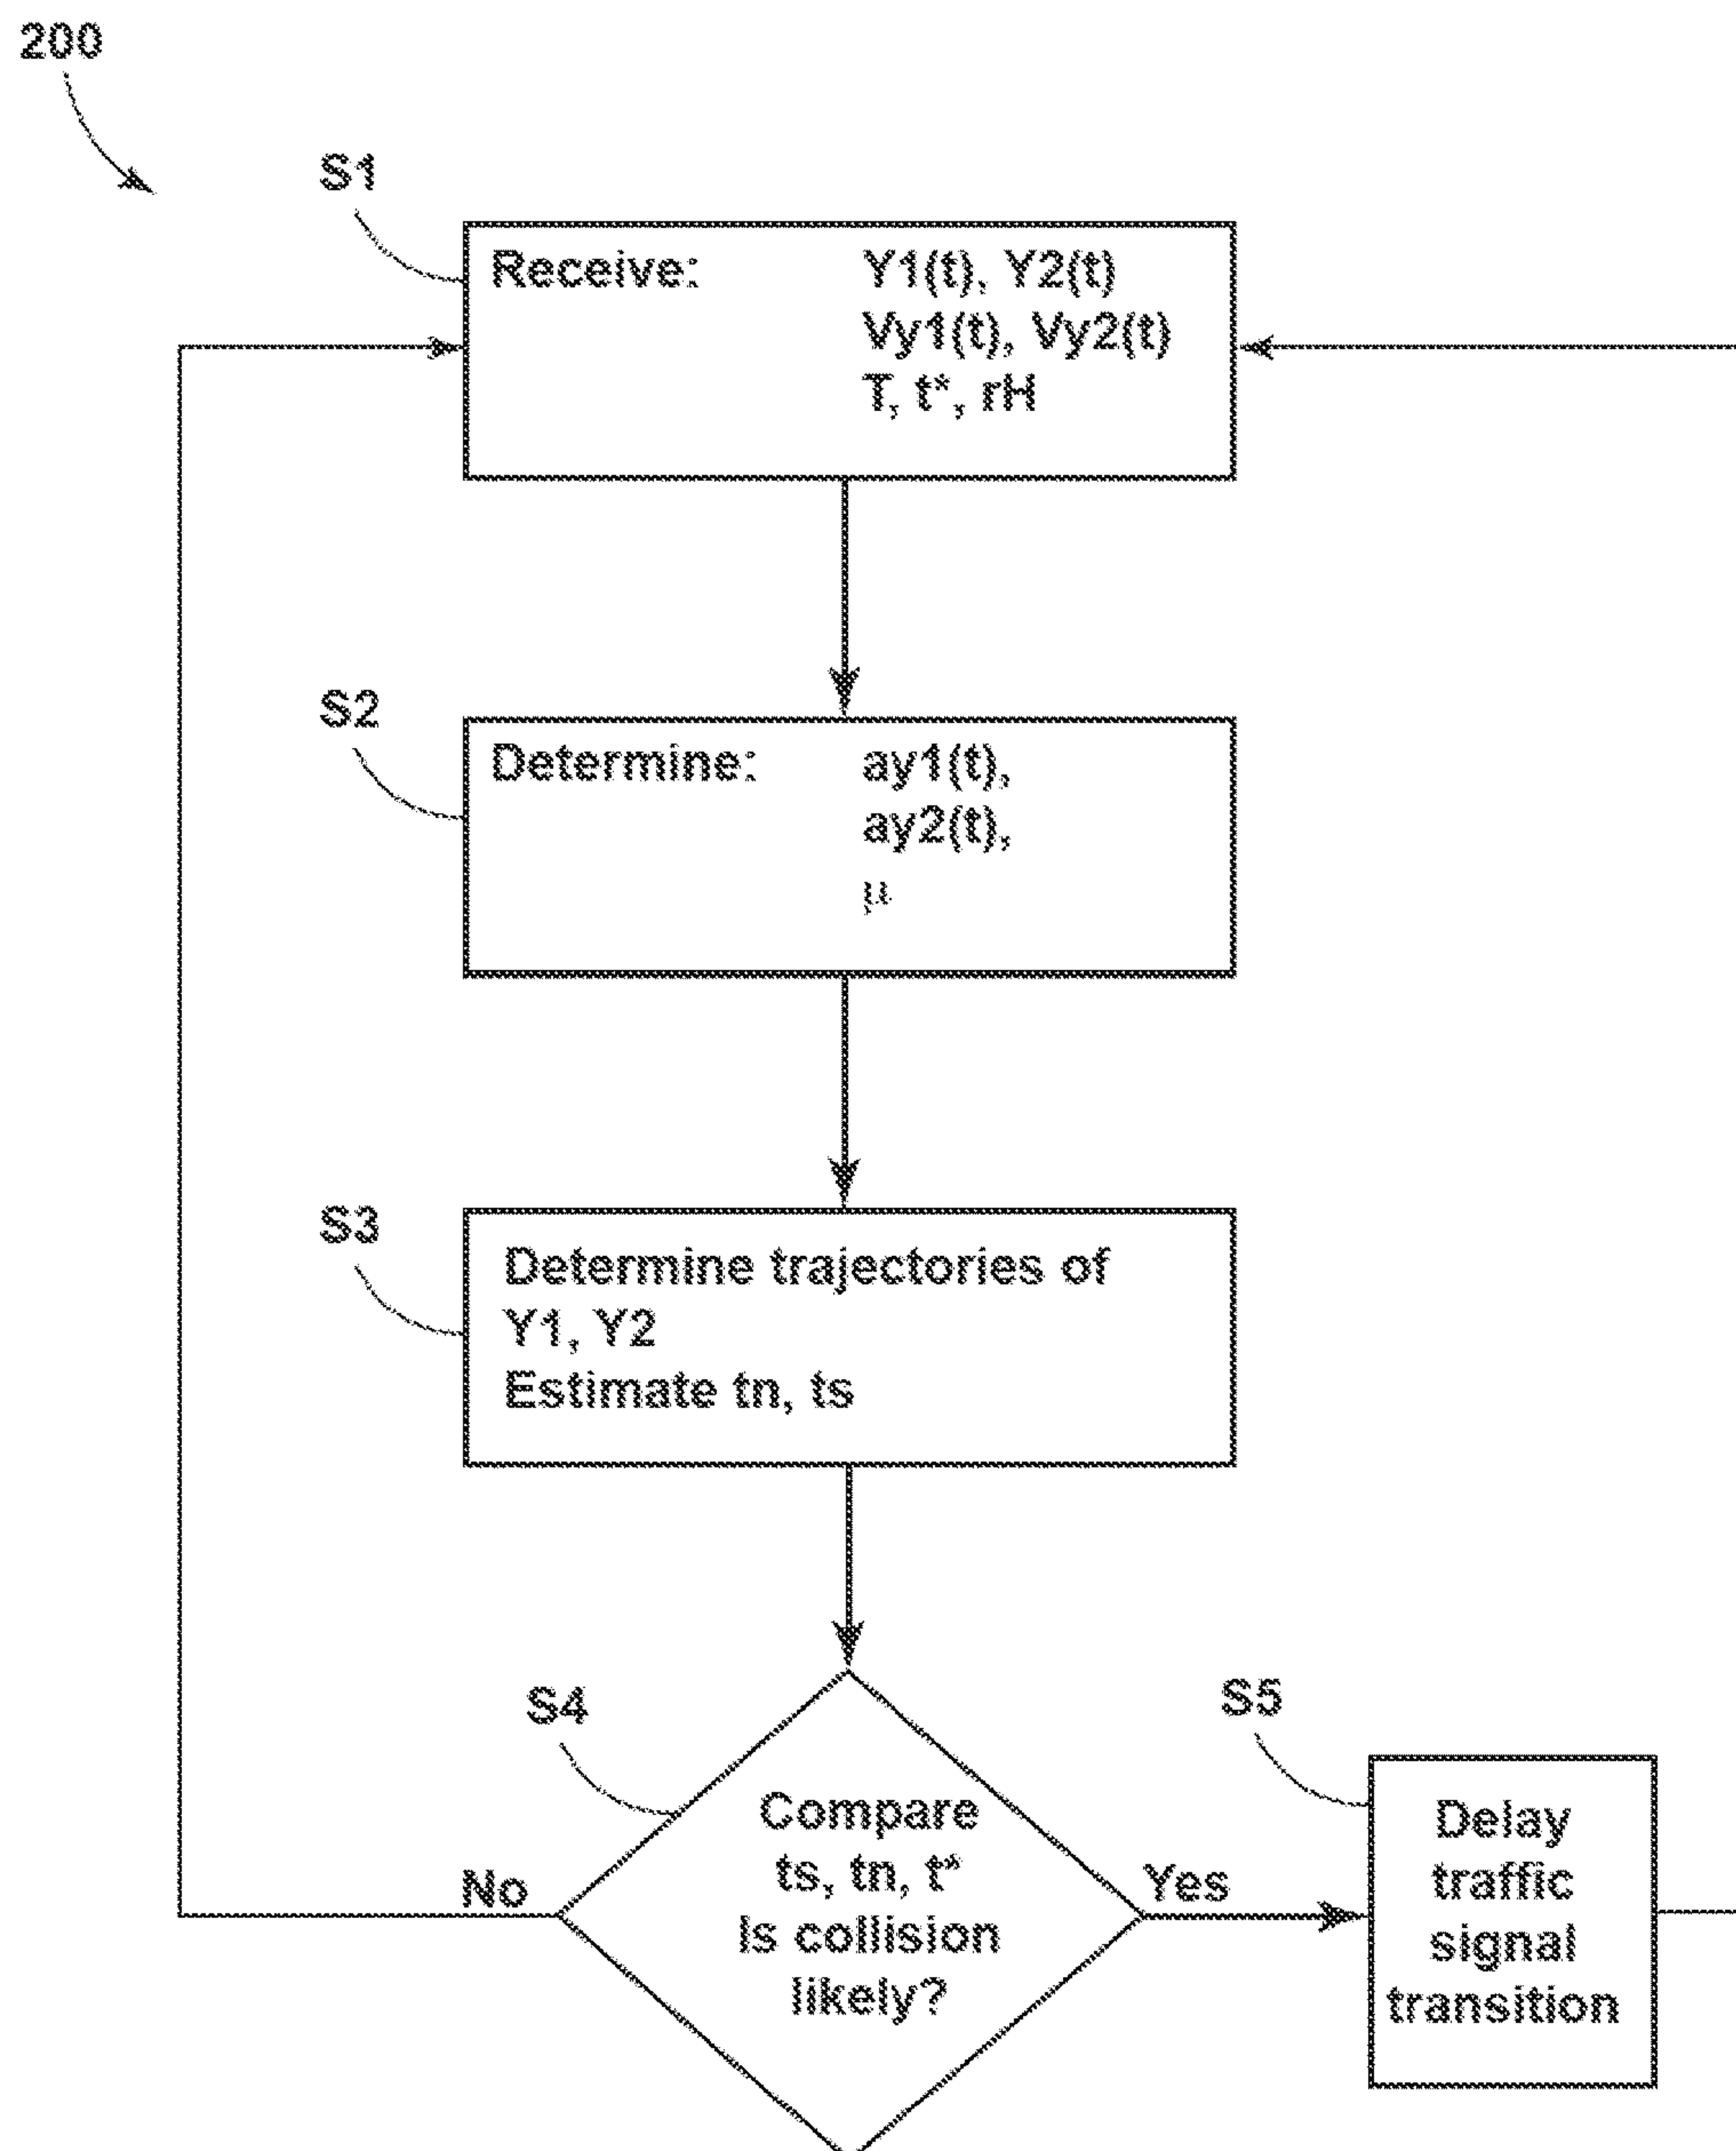 200
S1
Receive: Y1(t), Y2(t)
Vy1(t), Vy2(t)
T, t*, rH
S2
Determine: ay1(t),
ay2(t),
μ
S3
Determine trajectories of
Y1, Y2
Estimate tn, ts
S4
Compare
ts, tn, t*
Is collision
likely?
No
Yes
S5
Delay
traffic
signal
transition